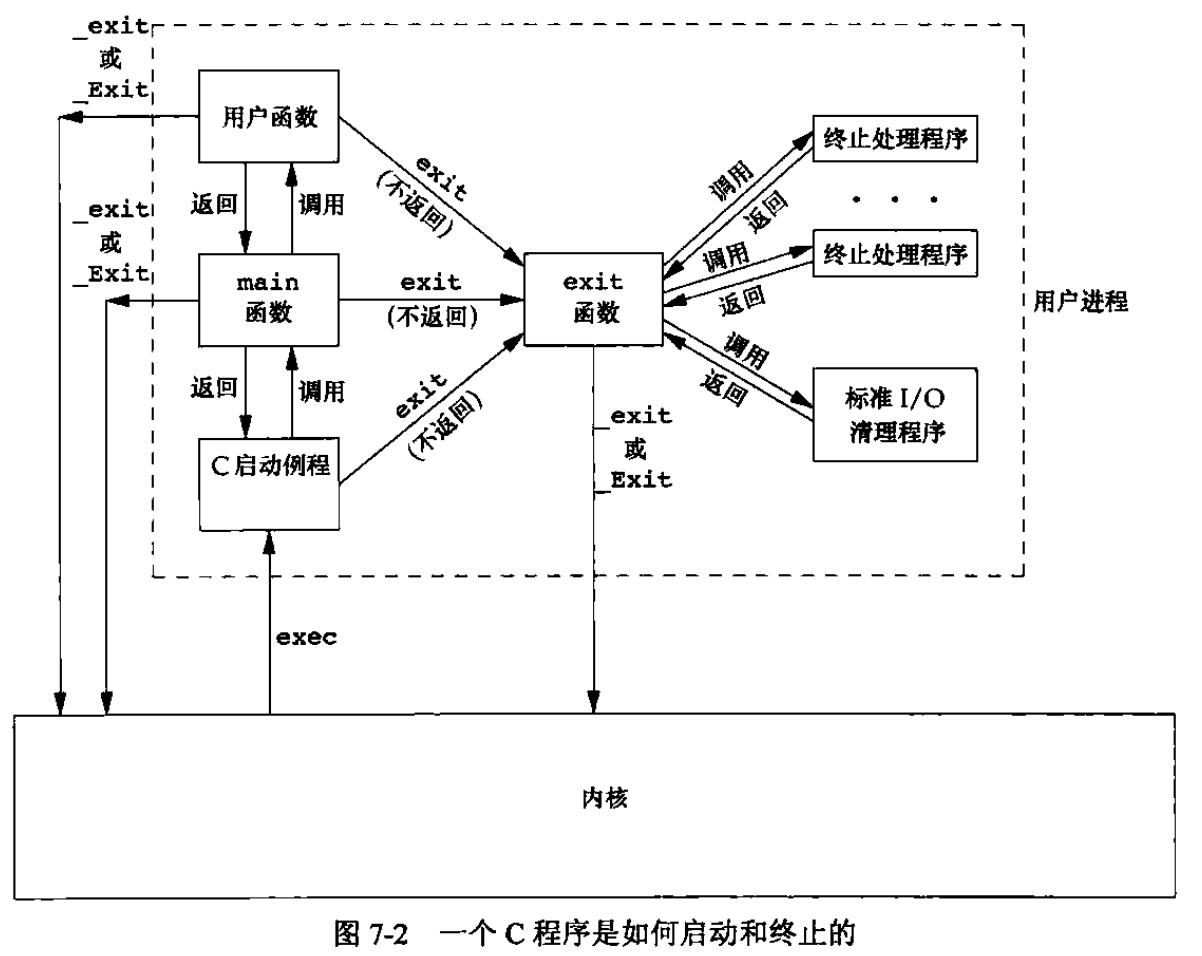 _exit
或
_Exit
用户函数
终止处理程序
exit
(不返回)
调用
返回
. . .
_exit
或
_Exit
返回
调用
调用
返回
终止处理程序
main
函数
exit
(不返回)
exit
函数
用户进程
返回
调用
exit
(不返回)
调用
返回
标准 I/O
清理程序
C 启动例程
_exit
或
_Exit
exec
内核
图 7-2 一个 C 程序是如何启动和终止的